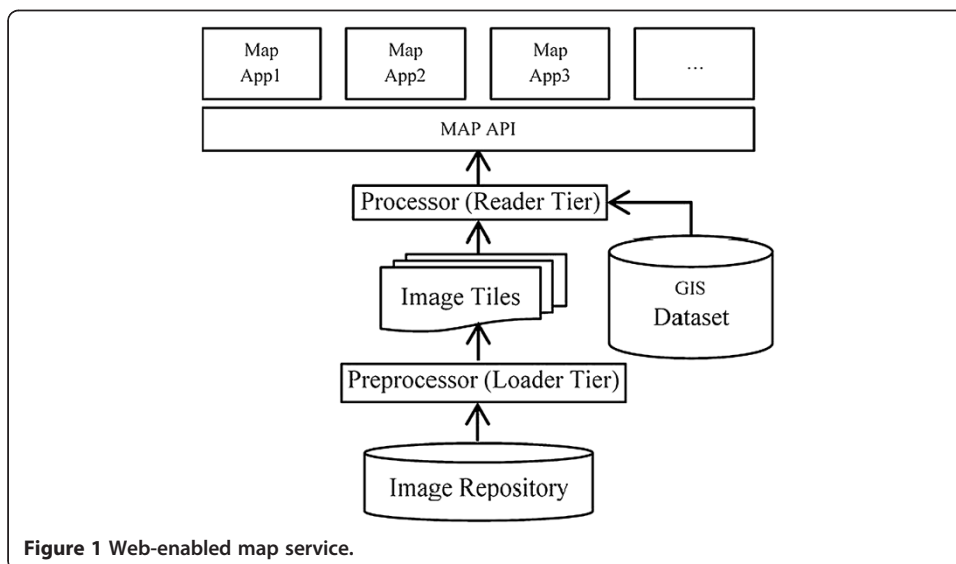 Map
App1
Map
App2
Map
App3
...
MAP API
Processor (Reader Tier)
Image Tiles
GIS
Dataset
Preprocessor (Loader Tier)
Image Repository
Figure 1 Web-enabled map service.